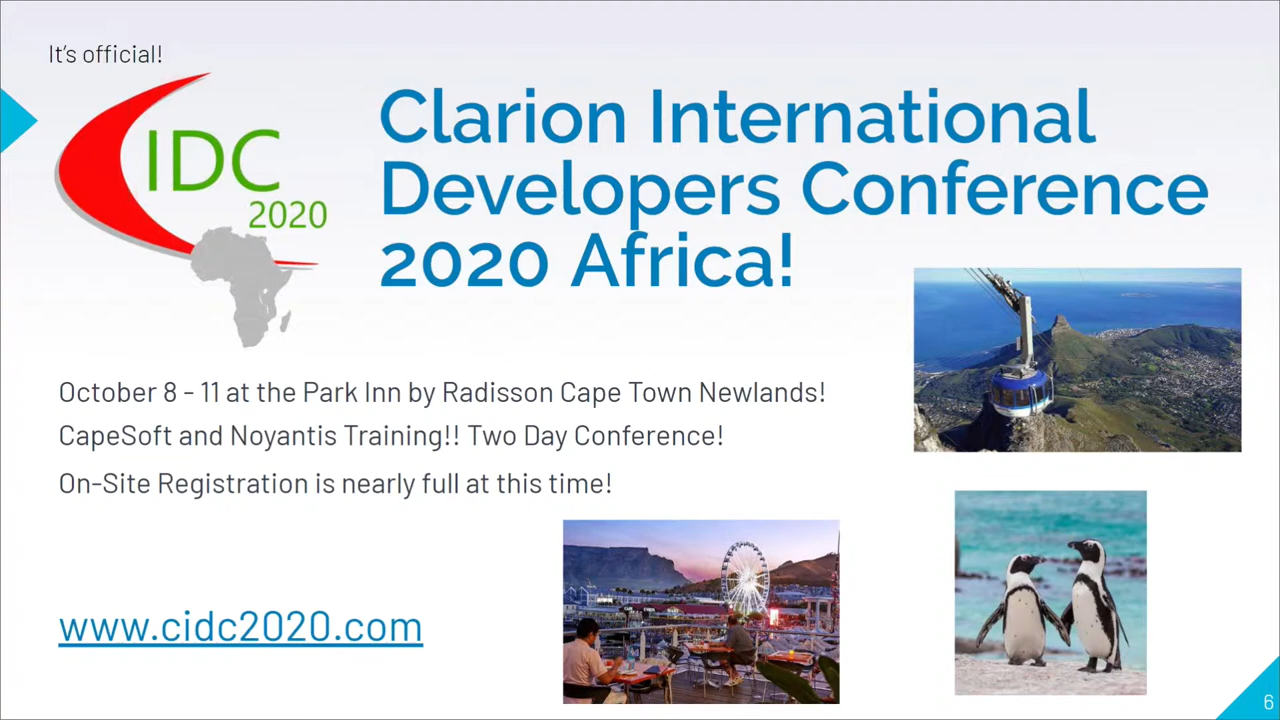 It's official!
IDC
2020
Clarion International
Developers Conference
2020 Africa!
October 8 - 11 at the Park Inn by Radisson Cape Town Newlands!
CapeSoft and Noyantis Training!! Two Day Conference!
On-Site Registration is nearly full at this time!
www.cidc2020.com
6